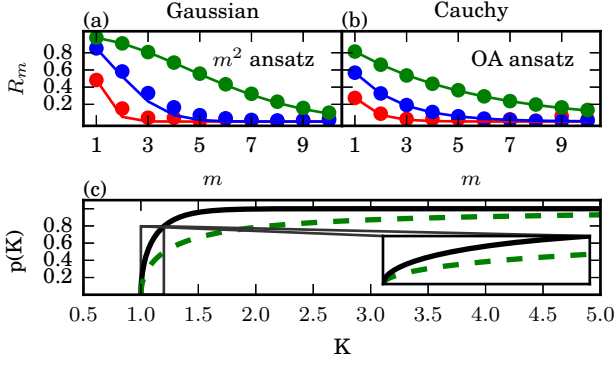 Gaussian Cauchy
(a) (b)
R_m
0.8
0.6
0.4
0.2
m² ansatz
OA ansatz
1 3 5 7 9 1 3 5 7 9
m m
(c)
p(K)
0.8
0.6
0.4
0.2
0.5 1.0 1.5 2.0 2.5 3.0 3.5 4.0 4.5 5.0
K